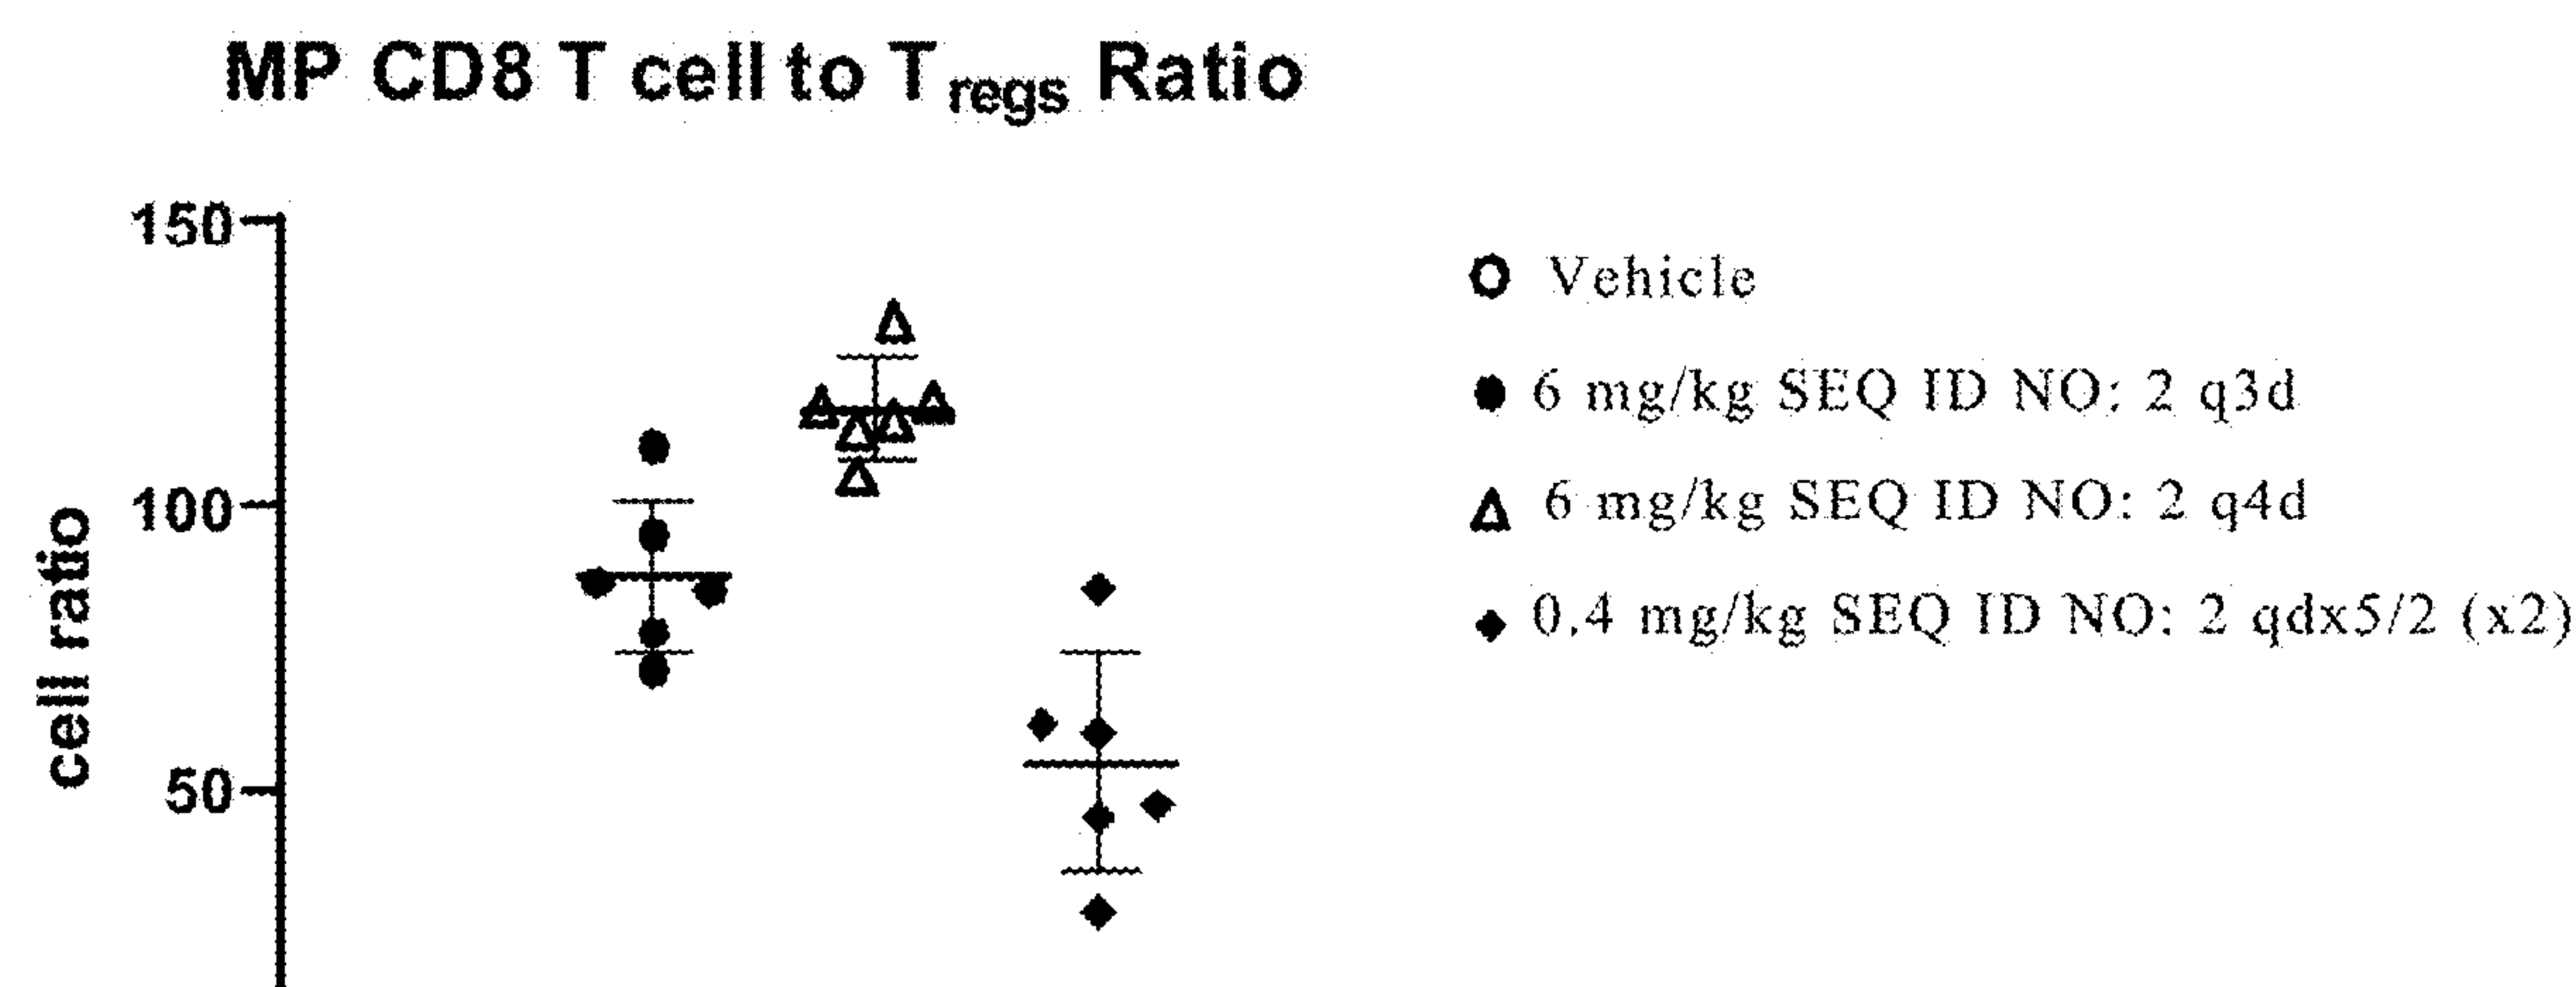 MP CD8 T cell to Tregs Ratio
150
100
50
cell ratio
Vehicle
6 mg/kg SEQ ID NO: 2 q3d
6 mg/kg SEQ ID NO: 2 q4d
0.4 mg/kg SEQ ID NO: 2 qdx5/2 (x2)